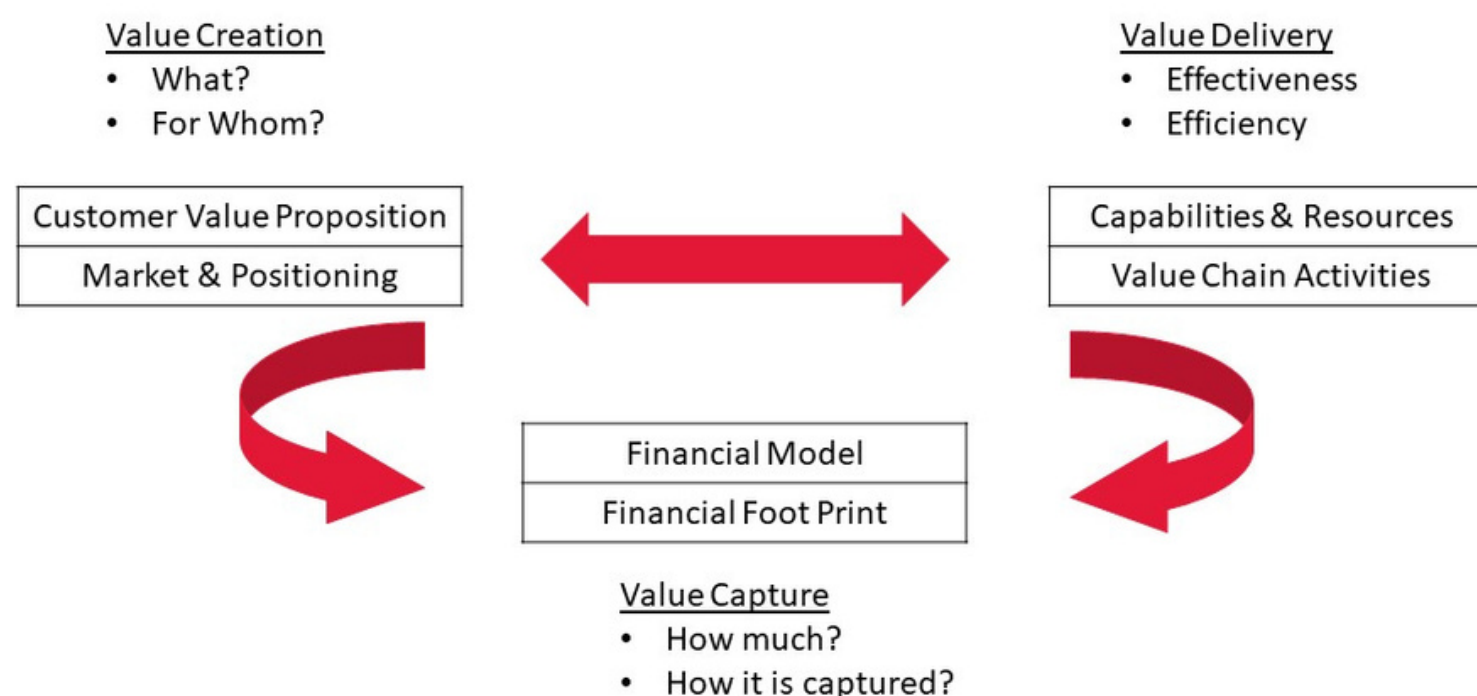 Value Creation
• What?
• For Whom?
Customer Value Proposition
Market & Positioning
Value Delivery
• Effectiveness
• Efficiency
Capabilities & Resources
Value Chain Activities
Financial Model
Financial Foot Print
Value Capture
• How much?
• How it is captured?